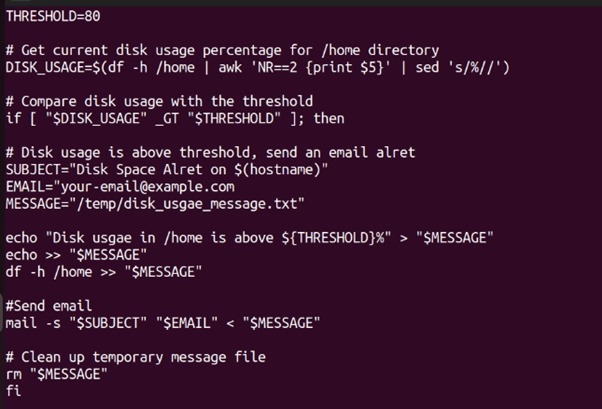 THRESHOLD=80
# Get current disk usage percentage for /home directory
DISK_USAGE=$(df -h /home | awk 'NR==2 {print $5}' | sed 's/%//')
# Compare disk usage with the threshold
if [ "$DISK_USAGE" _GT "$THRESHOLD" ]; then
# Disk usage is above threshold, send an email alret
SUBJECT="Disk Space Alret on $(hostname)"
EMAIL="your-email@example.com
MESSAGE="/temp/disk_usgae_message.txt"
echo "Disk usgae in /home is above ${THRESHOLD}%" > "$MESSAGE"
echo >> "$MESSAGE"
df -h /home >> "$MESSAGE"
#Send email
mail -s "$SUBJECT" "$EMAIL" < "$MESSAGE"
# Clean up temporary message file
rm "$MESSAGE"
fi